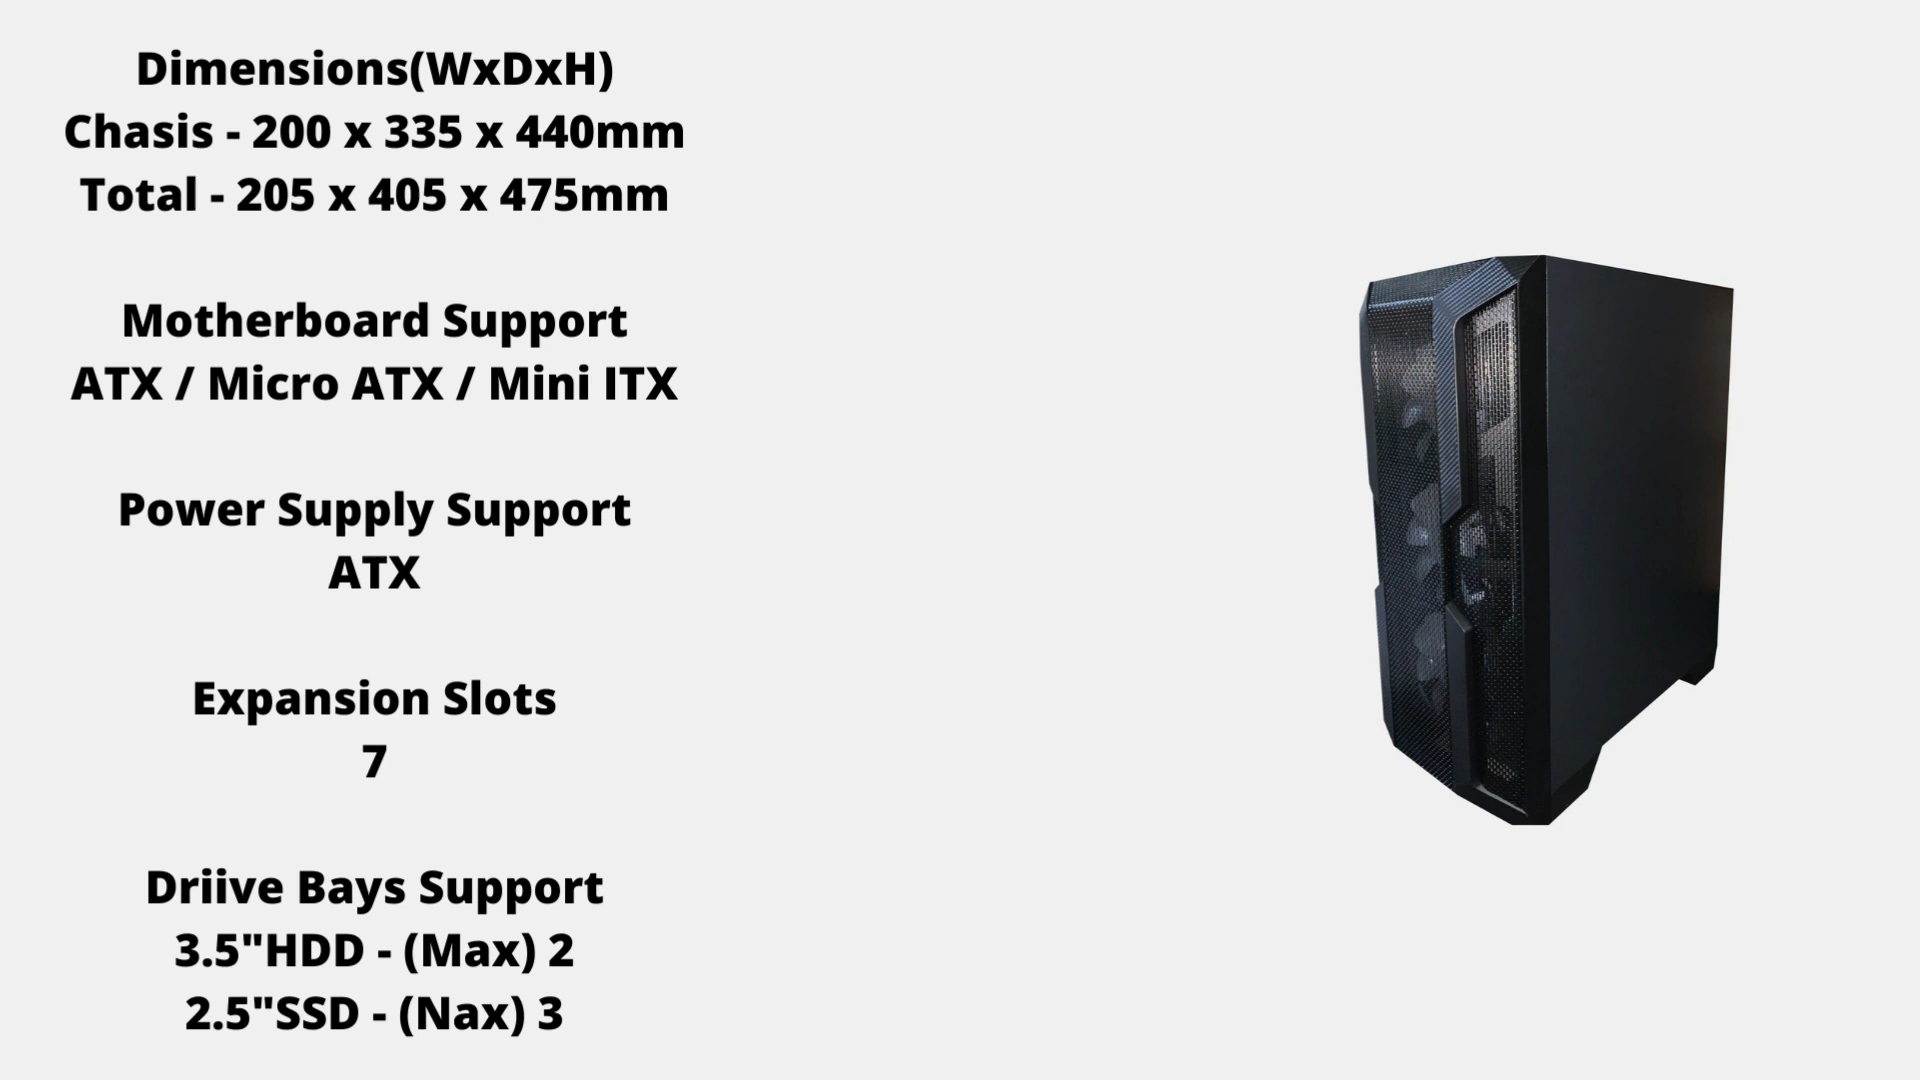 Dimensions(WxDxH)
Chasis - 200 x 335 x 440mm
Total - 205 x 405 x 475mm
Motherboard Support
ATX / Micro ATX / Mini ITX
Power Supply Support
ATX
Expansion Slots
7
Driive Bays Support
3.5"HDD - (Max) 2
2.5"SSD - (Nax) 3